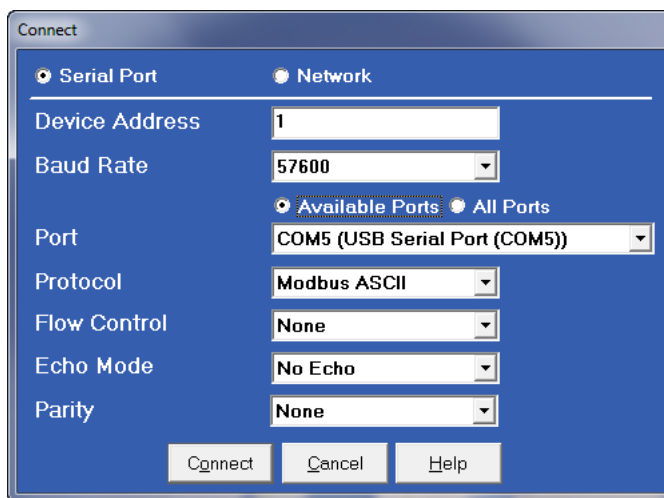 Connect
Serial Port Network
Device Address 1
Baud Rate 57600
Available Ports All Ports
Port COM5 (USB Serial Port (COM5))
Protocol Modbus ASCII
Flow Control None
Echo Mode No Echo
Parity None
Connect Cancel Help